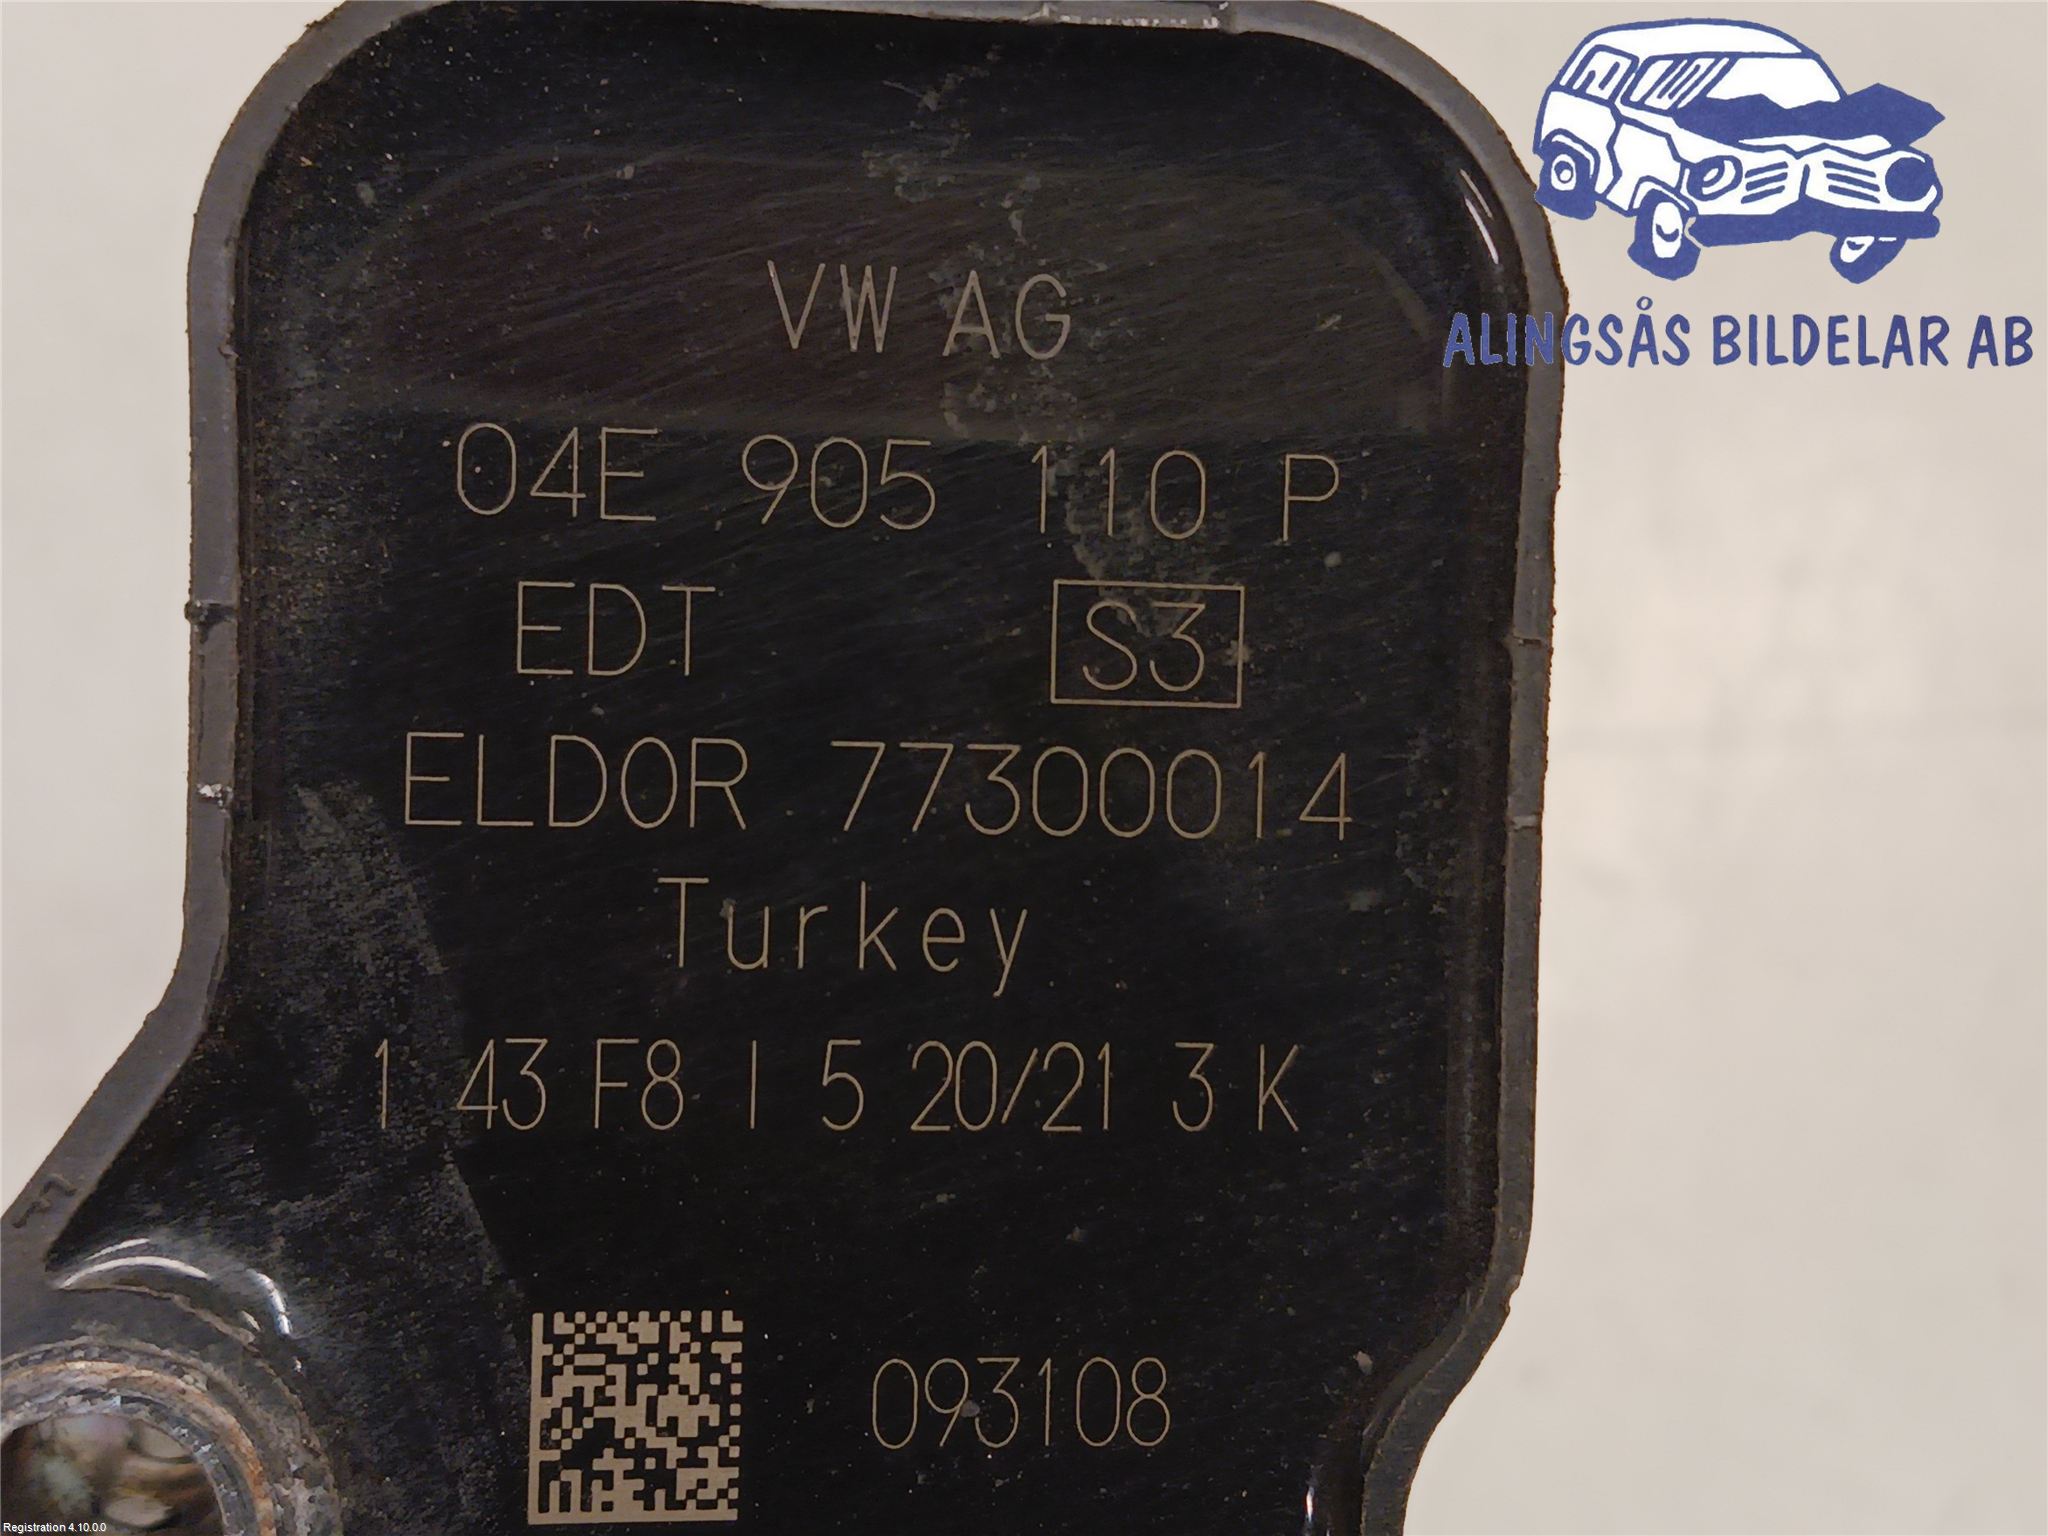 VW AG
04E 905 110 P
EDT S3
ELDOR 77300014
Turkey
1 43 F8 I 5 20/21 3 K
093108
ALINGSÅS BILDELAR AB
Registration 4.10.0.0